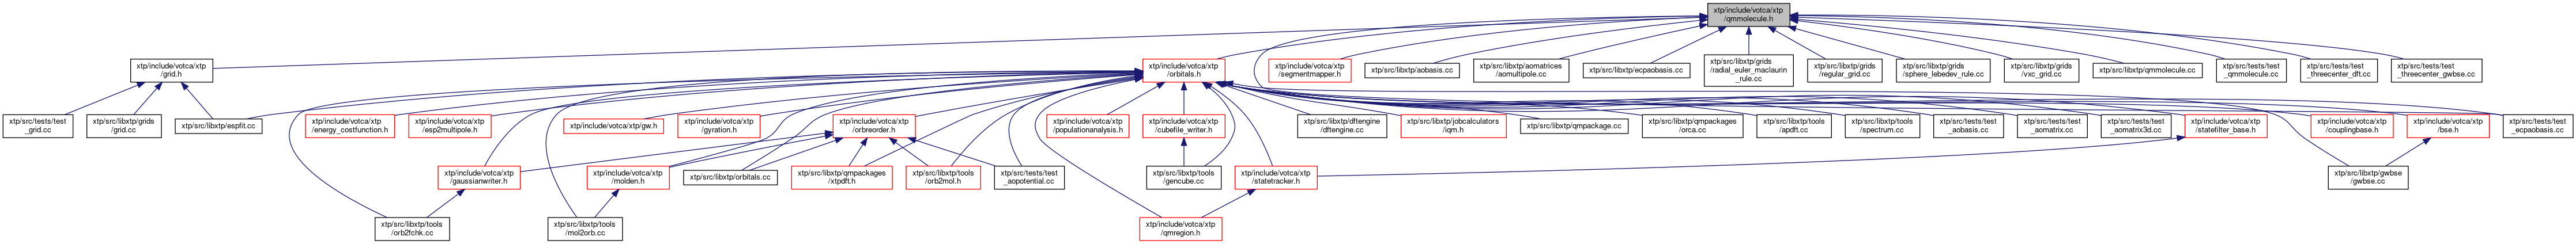 xtp/include/votca/xtp
/qmmolecule.h
xtp/include/votca/xtp
/grid.h
xtp/include/votca/xtp
/orbitals.h
xtp/include/votca/xtp
/segmentmapper.h
xtp/src/libxtp/aobasis.cc
xtp/src/libxtp/aomatrices
/aomultipole.cc
xtp/src/libxtp/ecpaobasis.cc
xtp/src/libxtp/grids
/radial_euler_maclaurin
_rule.cc
xtp/src/libxtp/grids
/regular_grid.cc
xtp/src/libxtp/grids
/sphere_lebedev_rule.cc
xtp/src/libxtp/grids
/vxc_grid.cc
xtp/src/libxtp/qmmolecule.cc
xtp/src/tests/test
_qmmolecule.cc
xtp/src/tests/test
_threecenter_dft.cc
xtp/src/tests/test
_threecenter_gwbse.cc
xtp/src/tests/test
_grid.cc
xtp/src/libxtp/grids
/grid.cc
xtp/src/libxtp/espfit.cc
xtp/include/votca/xtp
/energy_costfunction.h
xtp/include/votca/xtp
/esp2multipole.h
xtp/include/votca/xtp/gw.h
xtp/include/votca/xtp
/gyration.h
xtp/include/votca/xtp
/orbreorder.h
xtp/include/votca/xtp
/populationanalysis.h
xtp/include/votca/xtp
/cubefile_writer.h
xtp/src/libxtp/dftengine
/dftengine.cc
xtp/src/libxtp/jobcalculators
/iqm.h
xtp/src/libxtp/qmpackage.cc
xtp/src/libxtp/qmpackages
/orca.cc
xtp/src/libxtp/tools
/apdft.cc
xtp/src/libxtp/tools
/spectrum.cc
xtp/src/tests/test
_aobasis.cc
xtp/src/tests/test
_aomatrix.cc
xtp/src/tests/test
_aomatrix3d.cc
xtp/include/votca/xtp
/statefilter_base.h
xtp/include/votca/xtp
/couplingbase.h
xtp/include/votca/xtp
/bse.h
xtp/src/tests/test
_ecpaobasis.cc
xtp/include/votca/xtp
/gaussianwriter.h
xtp/include/votca/xtp
/molden.h
xtp/src/libxtp/orbitals.cc
xtp/src/libxtp/qmpackages
/xtpdft.h
xtp/src/libxtp/tools
/orb2mol.h
xtp/src/tests/test
_aopotential.cc
xtp/src/libxtp/tools
/gencube.cc
xtp/include/votca/xtp
/statetracker.h
xtp/src/libxtp/gwbse
/gwbse.cc
xtp/src/libxtp/tools
/orb2fchk.cc
xtp/src/libxtp/tools
/mol2orb.cc
xtp/include/votca/xtp
/qmregion.h